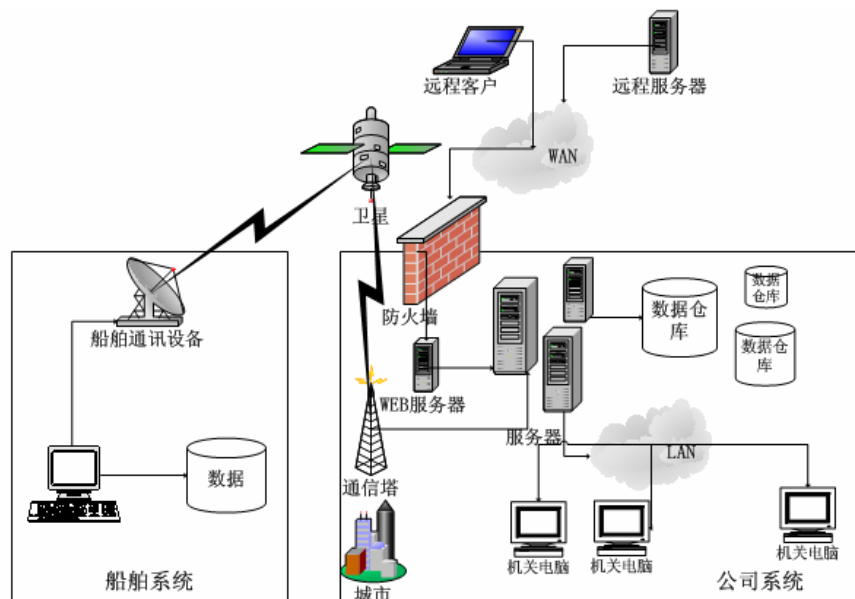 远程客户
远程服务器
WAN
卫星
防火墙
船舶通讯设备
数据仓库
数据
仓库
数据仓
库
WEB服务器
服务器
LAN
通信塔
数据
机关电脑
机关电脑
机关电脑
船舶系统
城市
公司系统